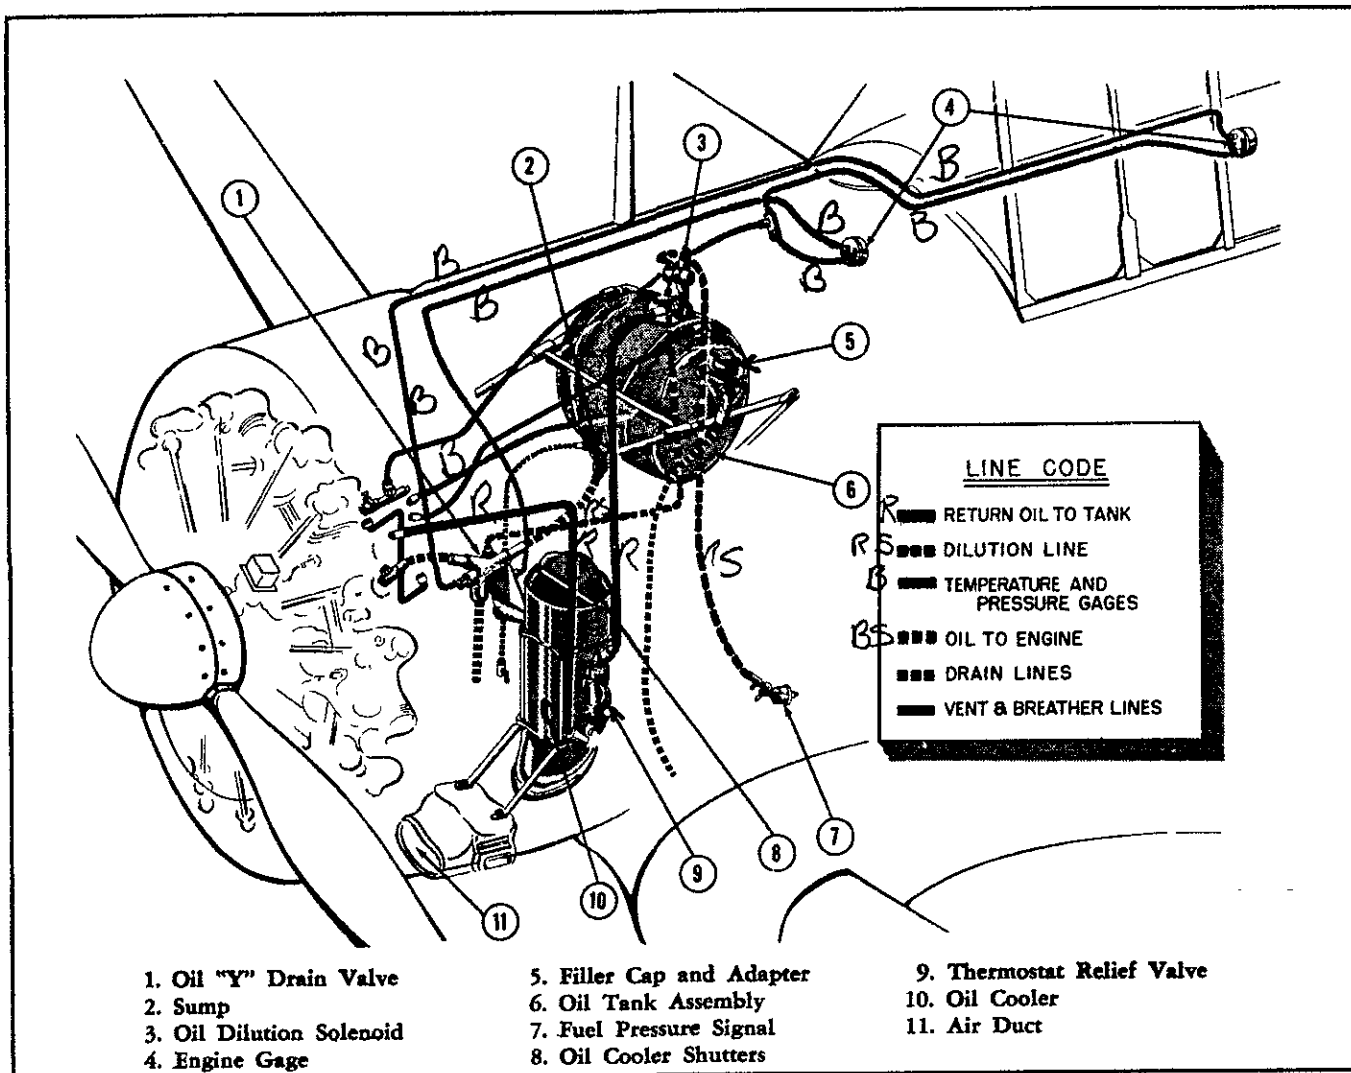 1
2
3
4
B
B
B
B
B
B
B
B
B
B
5
6
R
R
R
RS
LINE CODE
R RETURN OIL TO TANK
RS DILUTION LINE
B TEMPERATURE AND
PRESSURE GAGES
BS OIL TO ENGINE
DRAIN LINES
VENT & BREATHER LINES
7
8
9
10
11
1. Oil "Y" Drain Valve
2. Sump
3. Oil Dilution Solenoid
4. Engine Gage
5. Filler Cap and Adapter
6. Oil Tank Assembly
7. Fuel Pressure Signal
8. Oil Cooler Shutters
9. Thermostat Relief Valve
10. Oil Cooler
11. Air Duct